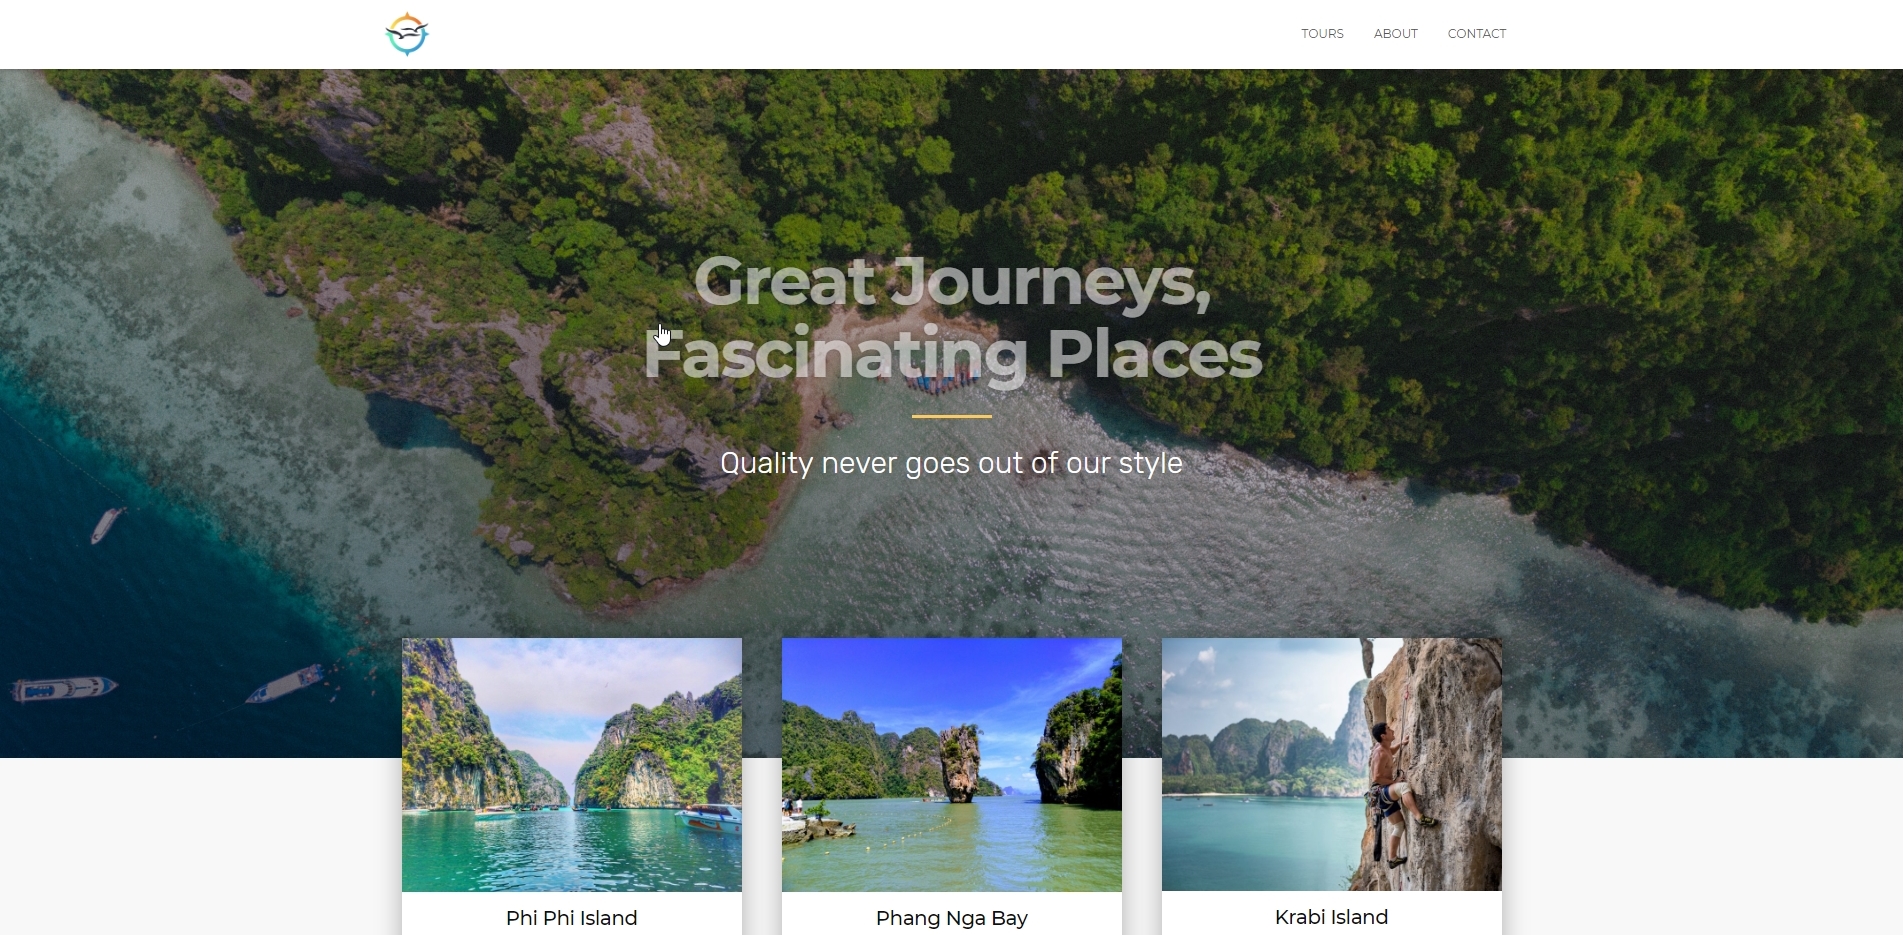 TOURS ABOUT CONTACT
Great Journeys,
Fascinating Places
Quality never goes out of our style
Phi Phi Island
Phang Nga Bay
Krabi Island